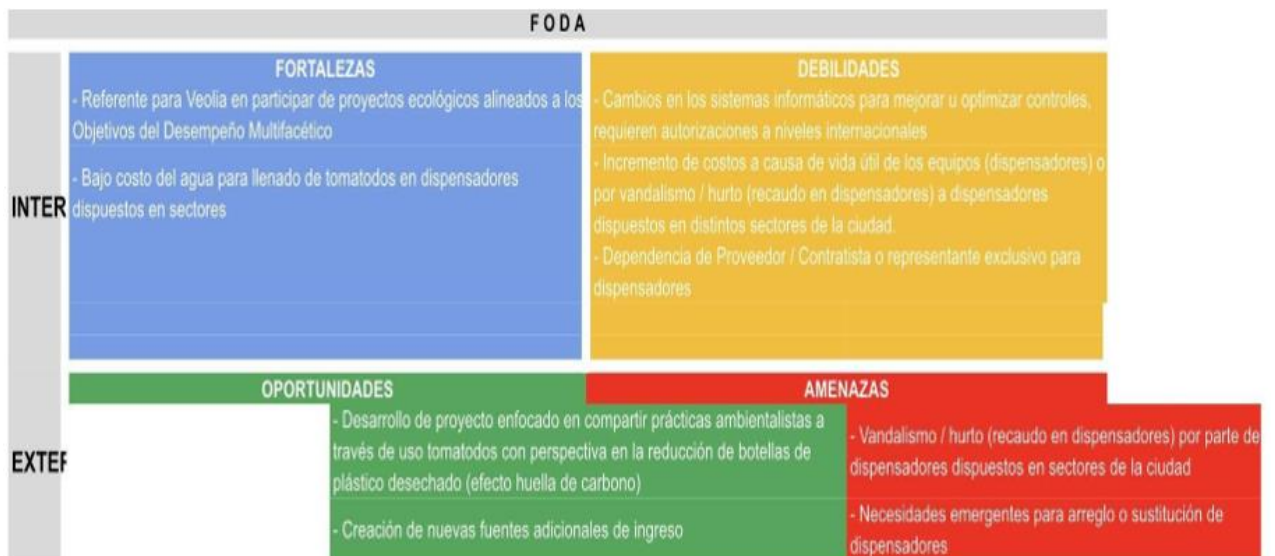 F O D A
FORTALEZAS
- Referente para Veolia en participar de proyectos ecológicos alineados a los
Objetivos del Desempeño Multifacético
- Bajo costo del agua para llenado de tomatodos en dispensadores
dispuestos en sectores
DEBILIDADES
- Cambios en los sistemas informáticos para mejorar u optimizar controles,
requieren autorizaciones a niveles internacionales
- Incremento de costos a causa de vida útil de los equipos (dispensadores) o
por vandalismo / hurto (recaudo en dispensadores) a dispensadores
dispuestos en distintos sectores de la ciudad.
- Dependencia de Proveedor / Contratista o representante exclusivo para
dispensadores
INTER
OPORTUNIDADES
- Desarrollo de proyecto enfocado en compartir prácticas ambientalistas a
través de uso tomatodos con perspectiva en la reducción de botellas de
plástico desechado (efecto huella de carbono)
- Creación de nuevas fuentes adicionales de ingreso
AMENAZAS
- Vandalismo / hurto (recaudo en dispensadores) por parte de
dispensadores dispuestos en sectores de la ciudad
- Necesidades emergentes para arreglo o sustitución de
dispensadores
EXTEF